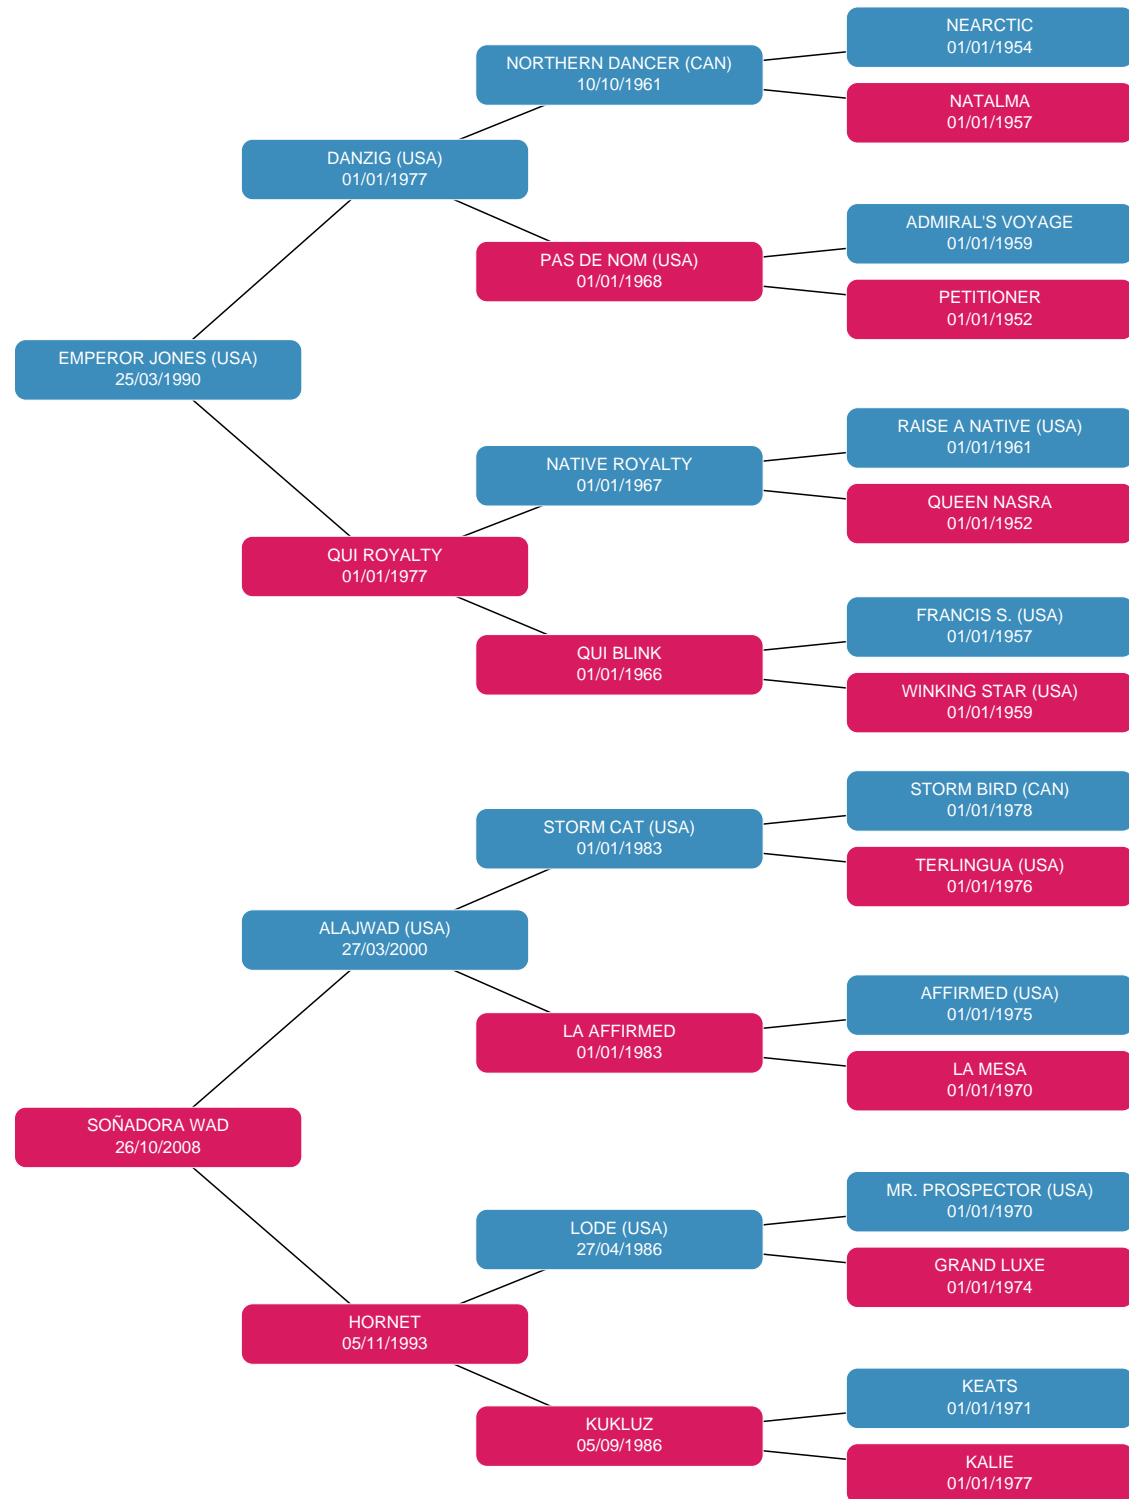 NEARCTIC
01/01/1954
NORTHERN DANCER (CAN)
10/10/1961
NATALMA
01/01/1957
DANZIG (USA)
01/01/1977
ADMIRAL'S VOYAGE
01/01/1959
PAS DE NOM (USA)
01/01/1968
PETITIONER
01/01/1952
EMPEROR JONES (USA)
25/03/1990
RAISE A NATIVE (USA)
01/01/1961
NATIVE ROYALTY
01/01/1967
QUEEN NASRA
01/01/1952
QUI ROYALTY
01/01/1977
FRANCIS S. (USA)
01/01/1957
QUI BLINK
01/01/1966
WINKING STAR (USA)
01/01/1959
STORM BIRD (CAN)
01/01/1978
STORM CAT (USA)
01/01/1983
TERLINGUA (USA)
01/01/1976
ALAJWAD (USA)
27/03/2000
AFFIRMED (USA)
01/01/1975
LA AFFIRMED
01/01/1983
LA MESA
01/01/1970
SOÑADORA WAD
26/10/2008
MR. PROSPECTOR (USA)
01/01/1970
LODE (USA)
27/04/1986
GRAND LUXE
01/01/1974
HORNET
05/11/1993
KEATS
01/01/1971
KUKLUZ
05/09/1986
KALIE
01/01/1977